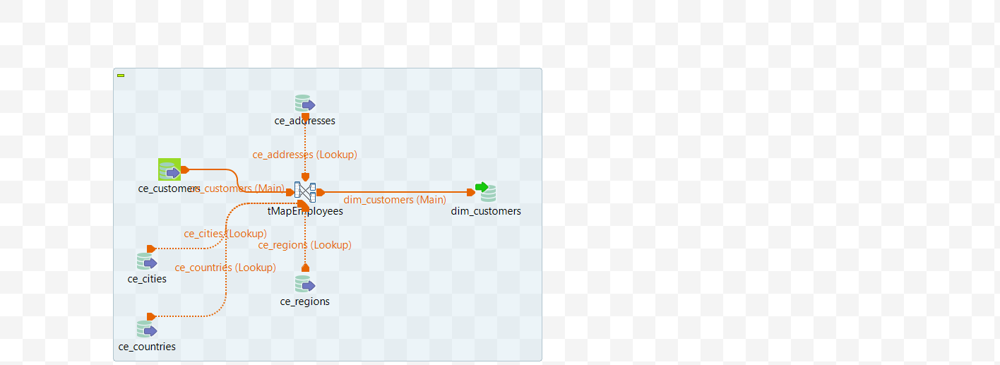 ce_addresses
ce_addresses (Lookup)
ce_customers
ce_customers (Main)
dim_customers (Main)
tMapEmployees
dim_customers
ce_cities (Lookup)
ce_regions (Lookup)
ce_countries (Lookup)
ce_cities
ce_regions
ce_countries